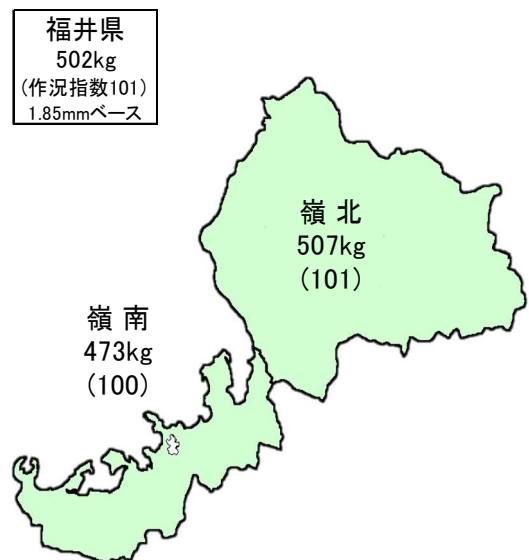 福井県
502kg
(作況指数101)
1.85mmベース
嶺 北
507kg
(101)
嶺 南
473kg
(100)